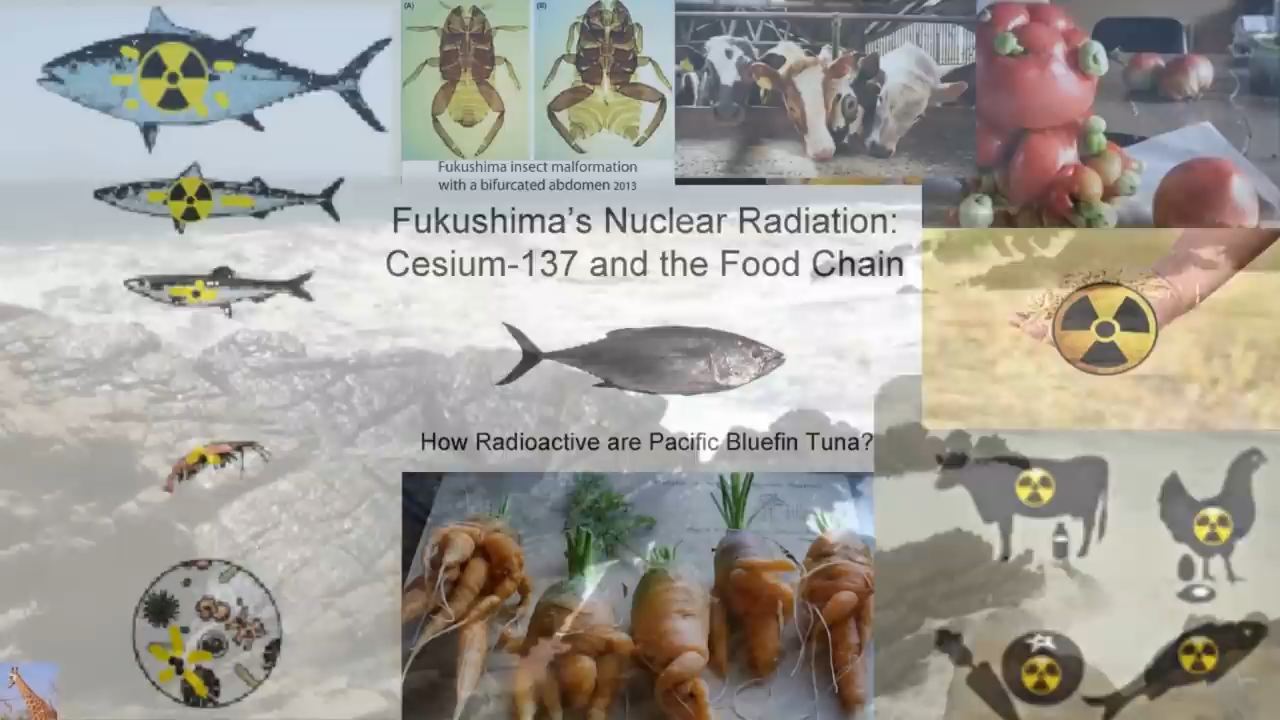 (A)
(B)
Fukushima insect malformation
with a bifurcated abdomen 2013
Fukushima's Nuclear Radiation:
Cesium-137 and the Food Chain
How Radioactive are Pacific Bluefin Tuna?